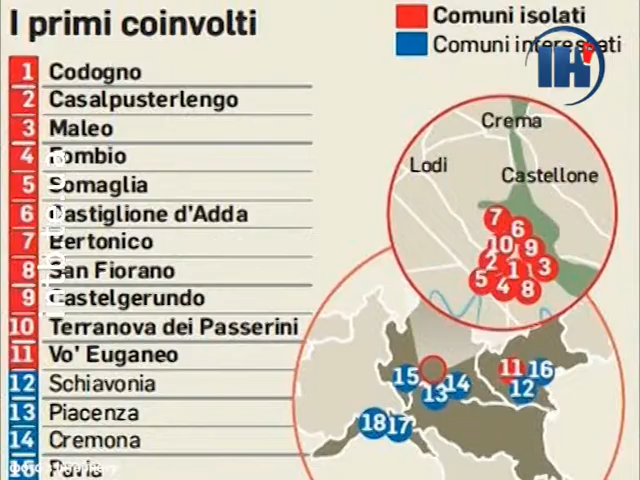 I primi coinvolti
Comuni isolati
Comuni interessati
1 Codogno
2 Casalpusterlengo
3 Maleo
4 Fombio
5 Somaglia
6 Castiglione d'Adda
7 Bertonico
8 San Fiorano
9 Castelgerundo
10 Terranova dei Passerini
11 Vo' Euganeo
12 Schiavonia
13 Piacenza
14 Cremona
15 Pavia
Crema
Lodi
Castellone
7
6
10 9
2 1 3
5 4 8
11 16
15 14 12
13
18 17